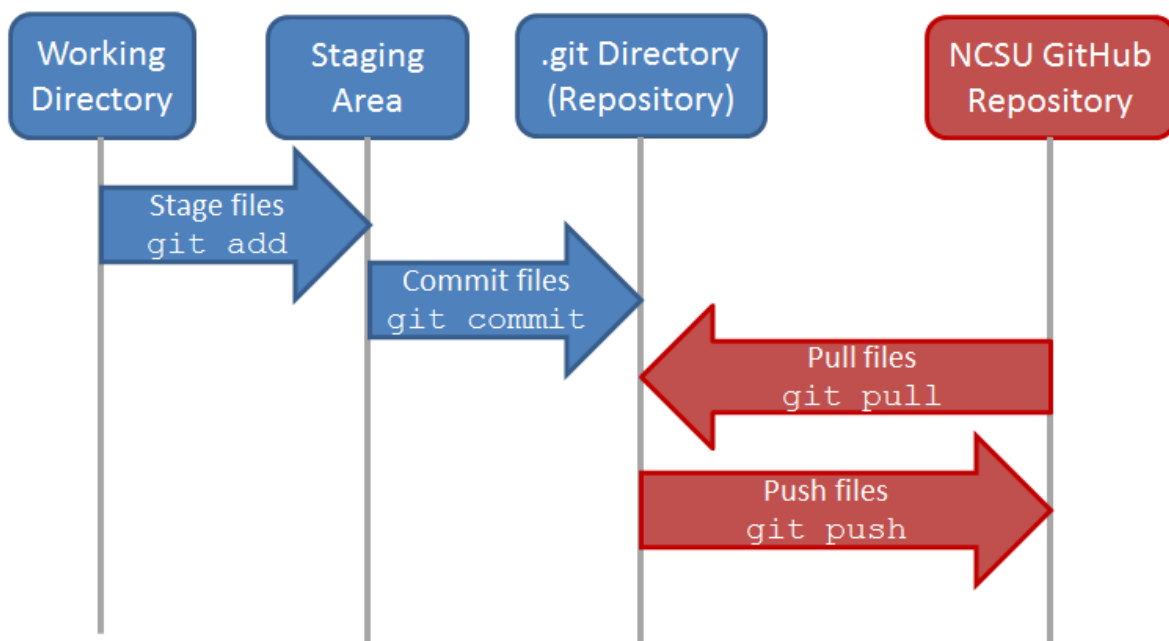 Working
Directory
Staging
Area
.git Directory
(Repository)
NCSU GitHub
Repository
Stage files
git add
Commit files
git commit
Pull files
git pull
Push files
git push